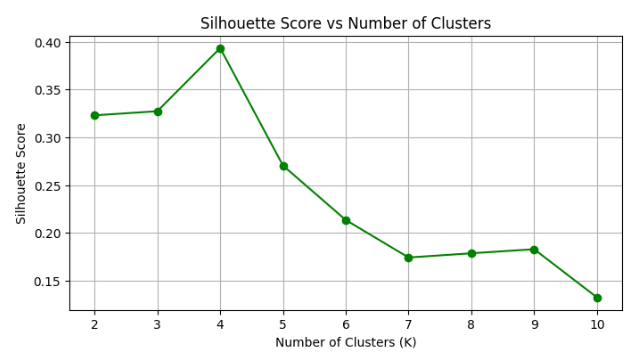 Silhouette Score vs Number of Clusters
0.40
0.35
0.30
0.25
0.20
0.15
Silhouette Score
2 3 4 5 6 7 8 9 10
Number of Clusters (K)